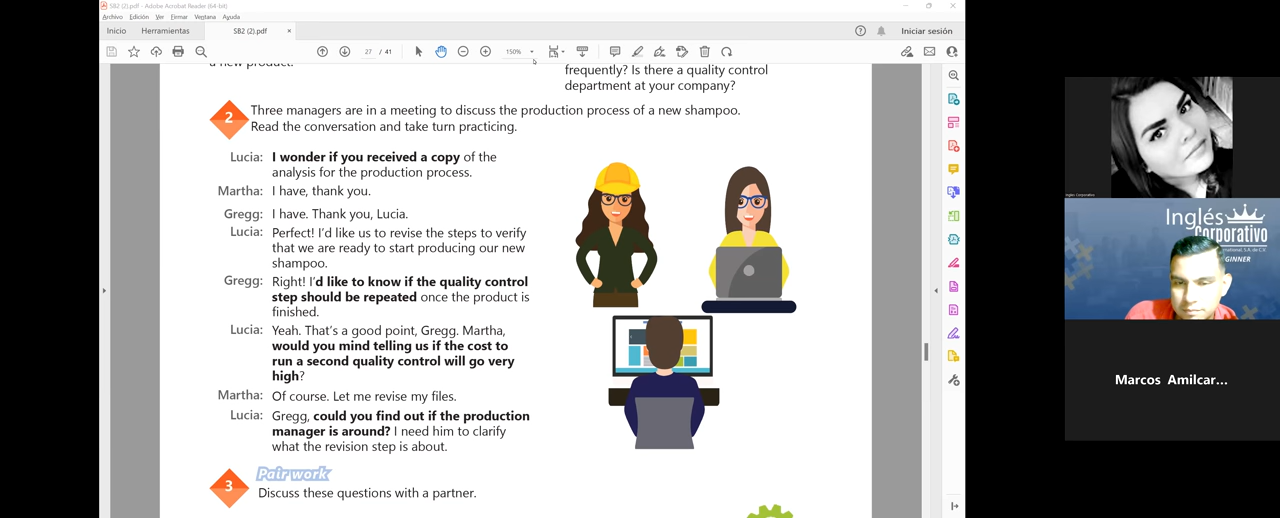 SB2 (2).pdf - Adobe Acrobat Reader (64-bit)
Archivo Edición Ver Firmar Ventana Ayuda
Inicio Herramientas SB2 (2).pdf × Iniciar sesión
27 / 41 150%
a new product.
frequently? Is there a quality control
department at your company?
2 Three managers are in a meeting to discuss the production process of a new shampoo.
Read the conversation and take turn practicing.
Lucia: I wonder if you received a copy of the
analysis for the production process.
Martha: I have, thank you.
Gregg: I have. Thank you, Lucia.
Lucia: Perfect! I'd like us to revise the steps to verify
that we are ready to start producing our new
shampoo.
Gregg: Right! I'd like to know if the quality control
step should be repeated once the product is
finished.
Lucia: Yeah. That's a good point, Gregg. Martha,
would you mind telling us if the cost to
run a second quality control will go very
high?
Martha: Of course. Let me revise my files.
Lucia: Gregg, could you find out if the production
manager is around? I need him to clarify
what the revision step is about.
3 Pair work
Discuss these questions with a partner.
Inglés Corporativo
Inglés
Corporativo
national, S.A. de C.V.
GINNER
Marcos Amilcar...